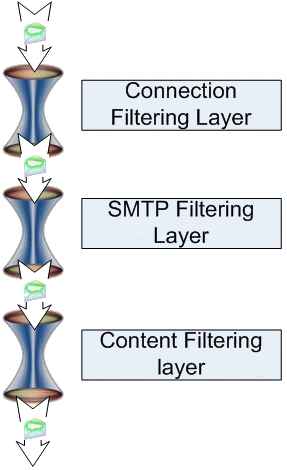 Connection
Filtering Layer
SMTP Filtering
Layer
Content Filtering
layer